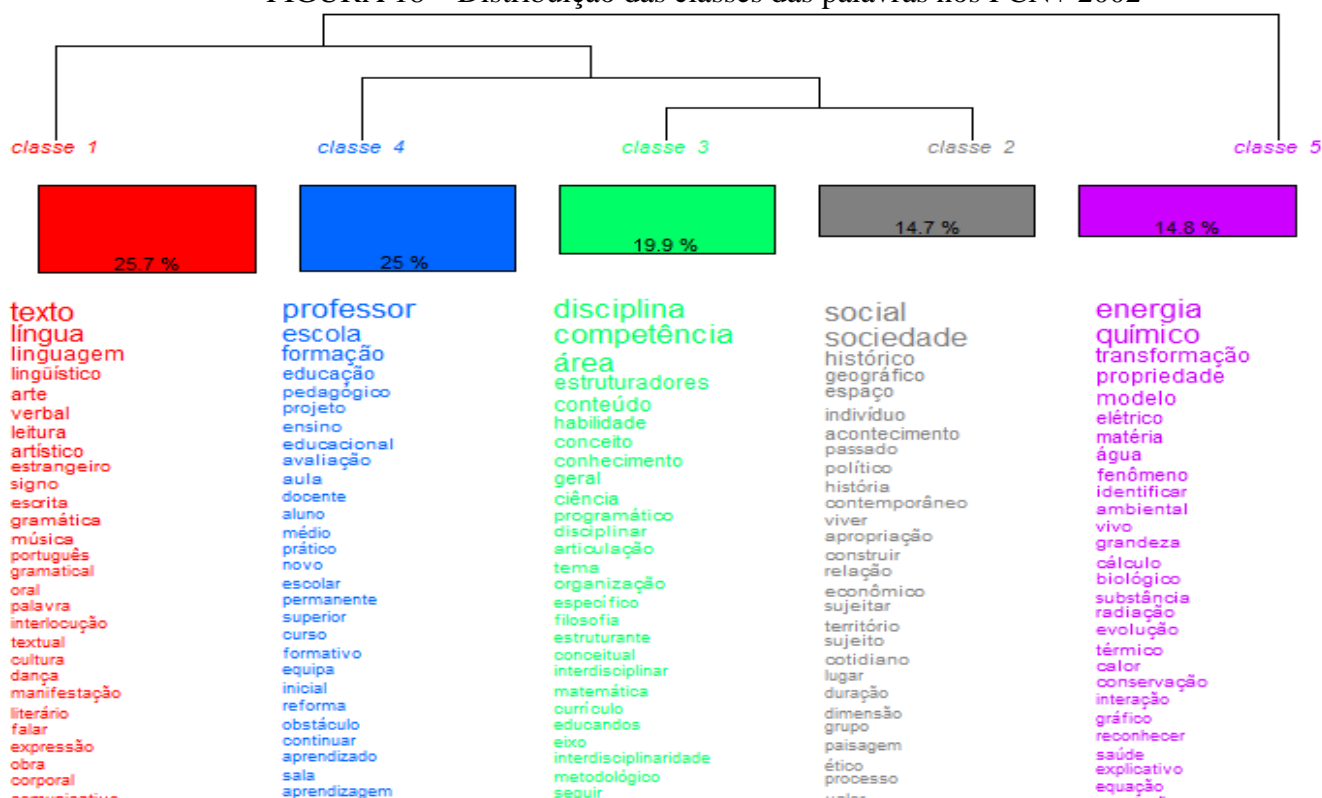 FIGURA 18 – Distribuição das classes das palavras nos PCN+ 2002
classe 1
classe 4
classe 3
classe 2
classe 5
25.7 %
25 %
19.9 %
14.7 %
14.8 %
texto
língua
linguagem
lingüístico
arte
verbal
leitura
artístico
estrangeiro
signo
escrita
gramática
música
português
gramatical
oral
palavra
interlocução
textual
cultura
dança
manifestação
literário
falar
expressão
obra
corporal
comunicativo
professor
escola
formação
educação
pedagógico
projeto
ensino
educacional
avaliação
aula
docente
aluno
médio
prático
novo
escolar
permanente
superior
curso
formativo
equipa
inicial
reforma
obstáculo
continuar
aprendizado
sala
aprendizagem
disciplina
competência
área
estruturadores
conteúdo
habilidade
conceito
conhecimento
geral
ciência
programático
disciplinar
articulação
tema
organização
específico
filosofia
estruturante
conceitual
interdisciplinar
matemática
currículo
educandos
eixo
interdisciplinaridade
metodológico
seguir
social
sociedade
histórico
geográfico
espaço
indivíduo
acontecimento
passado
político
história
contemporâneo
viver
apropriação
construir
relação
econômico
sujeitar
território
sujeito
cotidiano
lugar
duração
dimensão
grupo
paisagem
ético
processo
energia
químico
transformação
propriedade
modelo
elétrico
matéria
água
fenômeno
identificar
ambiental
vivo
grandeza
cálculo
biológico
substância
radiação
evolução
térmico
calor
conservação
interação
gráfico
reconhecer
saúde
explicativo
equação